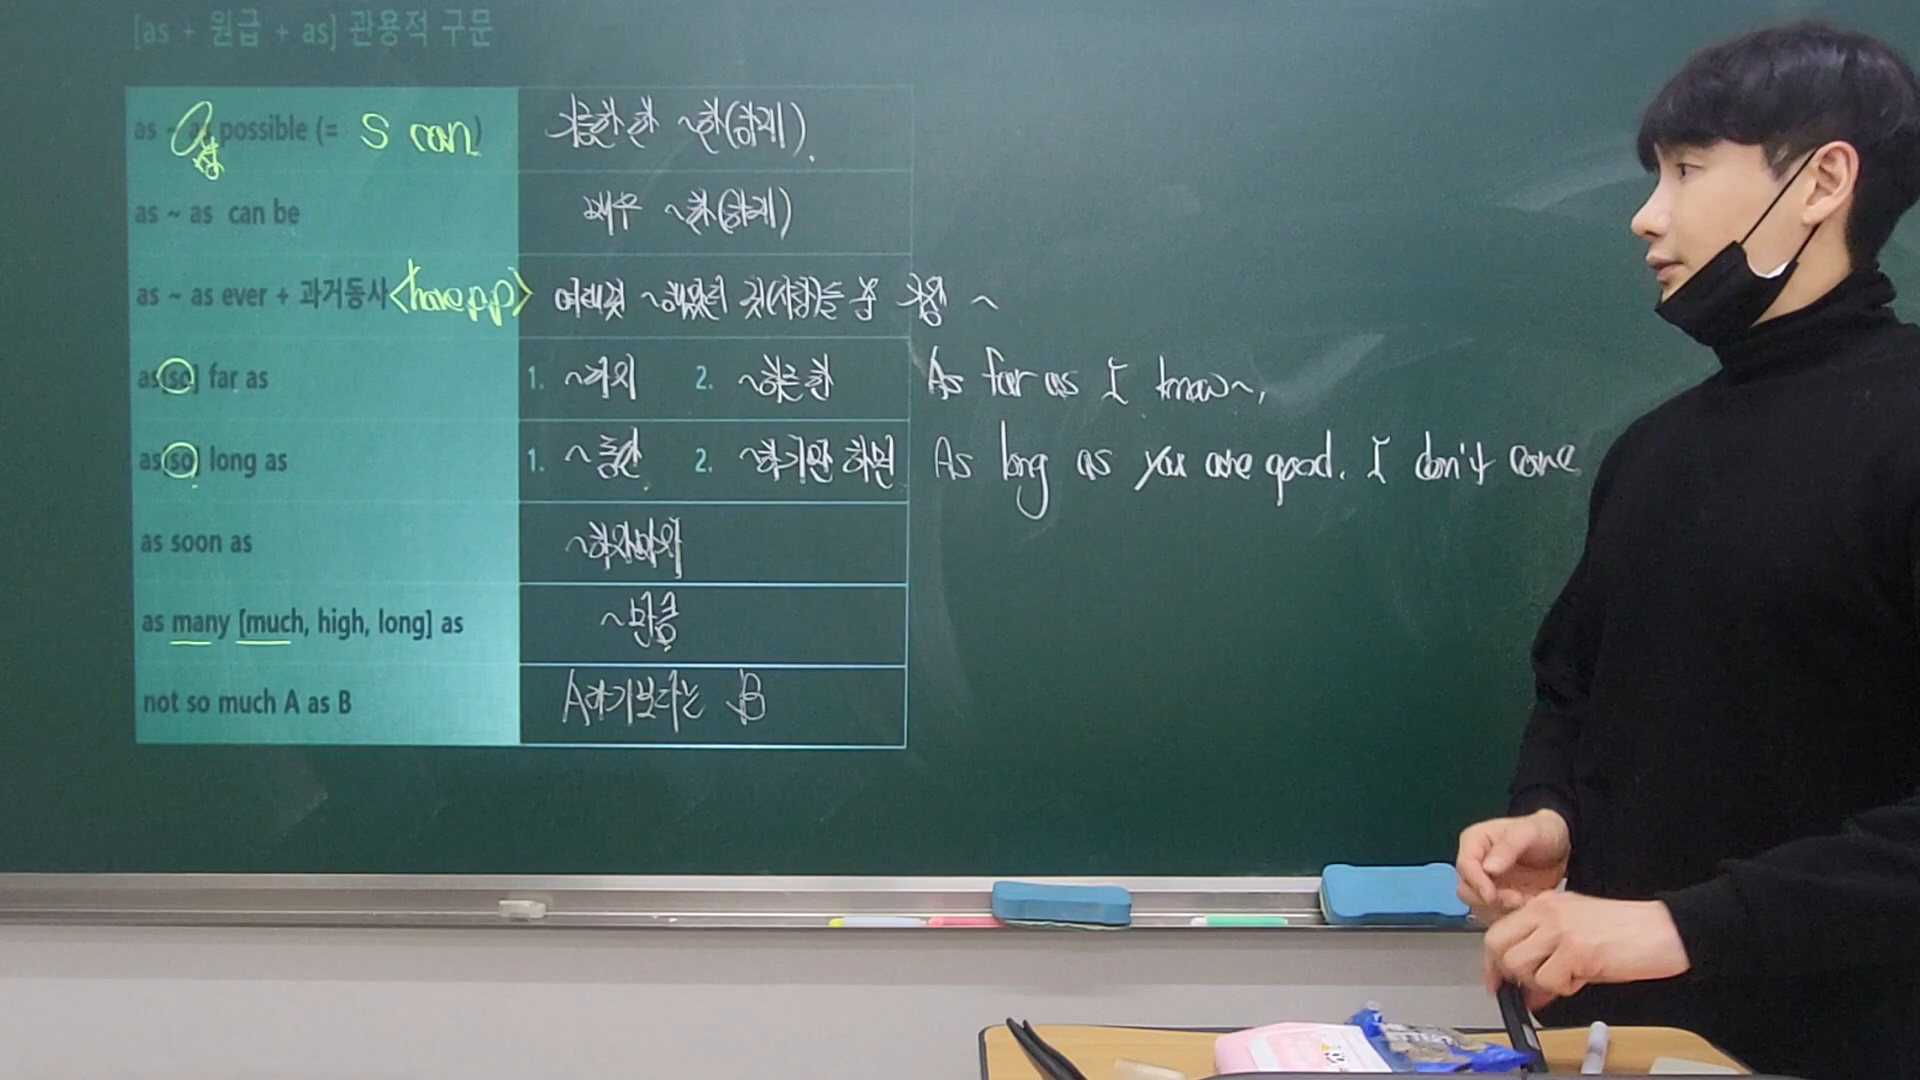 [as + 원급 + as] 관용적 구문
as ~ as possible (= S can) 가능한 한 ~한(하게).
as ~ as can be 매우 ~한(하게)
as ~ as ever + 과거동사 <have p.p> 여태껏 ~했었던 것(사람)들 중 가장 ~
as[so] far as 1. ~까지 2. ~하는 한 As far as I know~,
as[so] long as 1. ~동안 2. ~하기만 하면 As long as you are good. I don't care
as soon as ~하자마자
as many [much, high, long] as ~만큼
not so much A as B A라기보다는 B